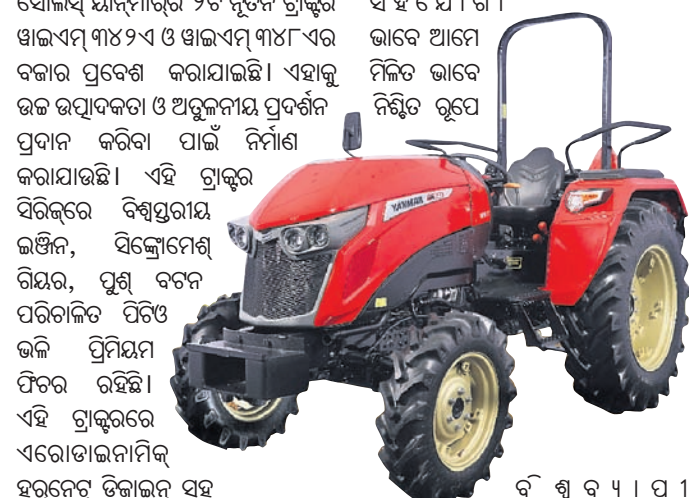 ସୋଲିସ୍ ୟାନ୍‌ମାର୍‌ର ୨ଟି ନୂତନ ଟ୍ରାକ୍ଟର
ୱାଇଏମ୍ ୩୪୨ଏ ଓ ୱାଇଏମ୍ ୩୪୮ଏର
ବଜାର ପ୍ରବେଶ କରାଯାଇଛି। ଏହାକୁ
ଉଚ୍ଚ ଉତ୍ପାଦକତା ଓ ଅତୁଳନୀୟ ପ୍ରଦର୍ଶନ
ପ୍ରଦାନ କରିବା ପାଇଁ ନିର୍ମାଣ
କରାଯାଉଛି। ଏହି ଟ୍ରାକ୍ଟର
ସିରିଜ୍‌ରେ ବିଶ୍ୱସ୍ତରୀୟ
ଇଞ୍ଜିନ, ସିଙ୍କ୍ରୋମେଶ୍
ଗିୟର, ପୁଶ୍ ବଟନ
ପରିଚାଳିତ ପିଟିଓ
ଭଳି ପ୍ରିମିୟମ
ଫିଚର ରହିଛି।
ଏହି ଟ୍ରାକ୍ଟରରେ
ଏରୋଡାଇନାମିକ୍
ହରନେଟ୍ ଡିଜାଇନ୍ ସହ
ସହଯୋଗୀ
ଭାବେ ଆମେ
ମିଳିତ ଭାବେ
ନିଶ୍ଚିତ ରୂପେ
YANMAR
ବିଶ୍ୱବ୍ୟାପୀ